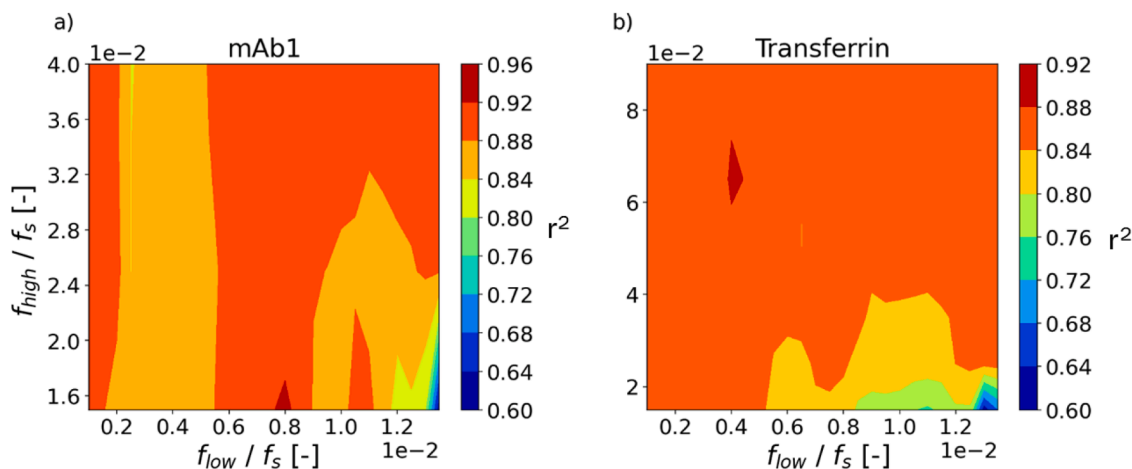 a)
mAb1
1e−2
4.0
3.6
3.2
2.8
2.4
2.0
1.6
f_high / f_s [-]
0.2 0.4 0.6 0.8 1.0 1.2
1e−2
f_low / f_s [-]
0.96
0.92
0.88
0.84
0.80
0.76
0.72
0.68
0.64
0.60
r²
b)
Transferrin
1e−2
8
6
4
2
0.2 0.4 0.6 0.8 1.0 1.2
1e−2
f_low / f_s [-]
0.92
0.88
0.84
0.80
0.76
0.72
0.68
0.64
0.60
r²